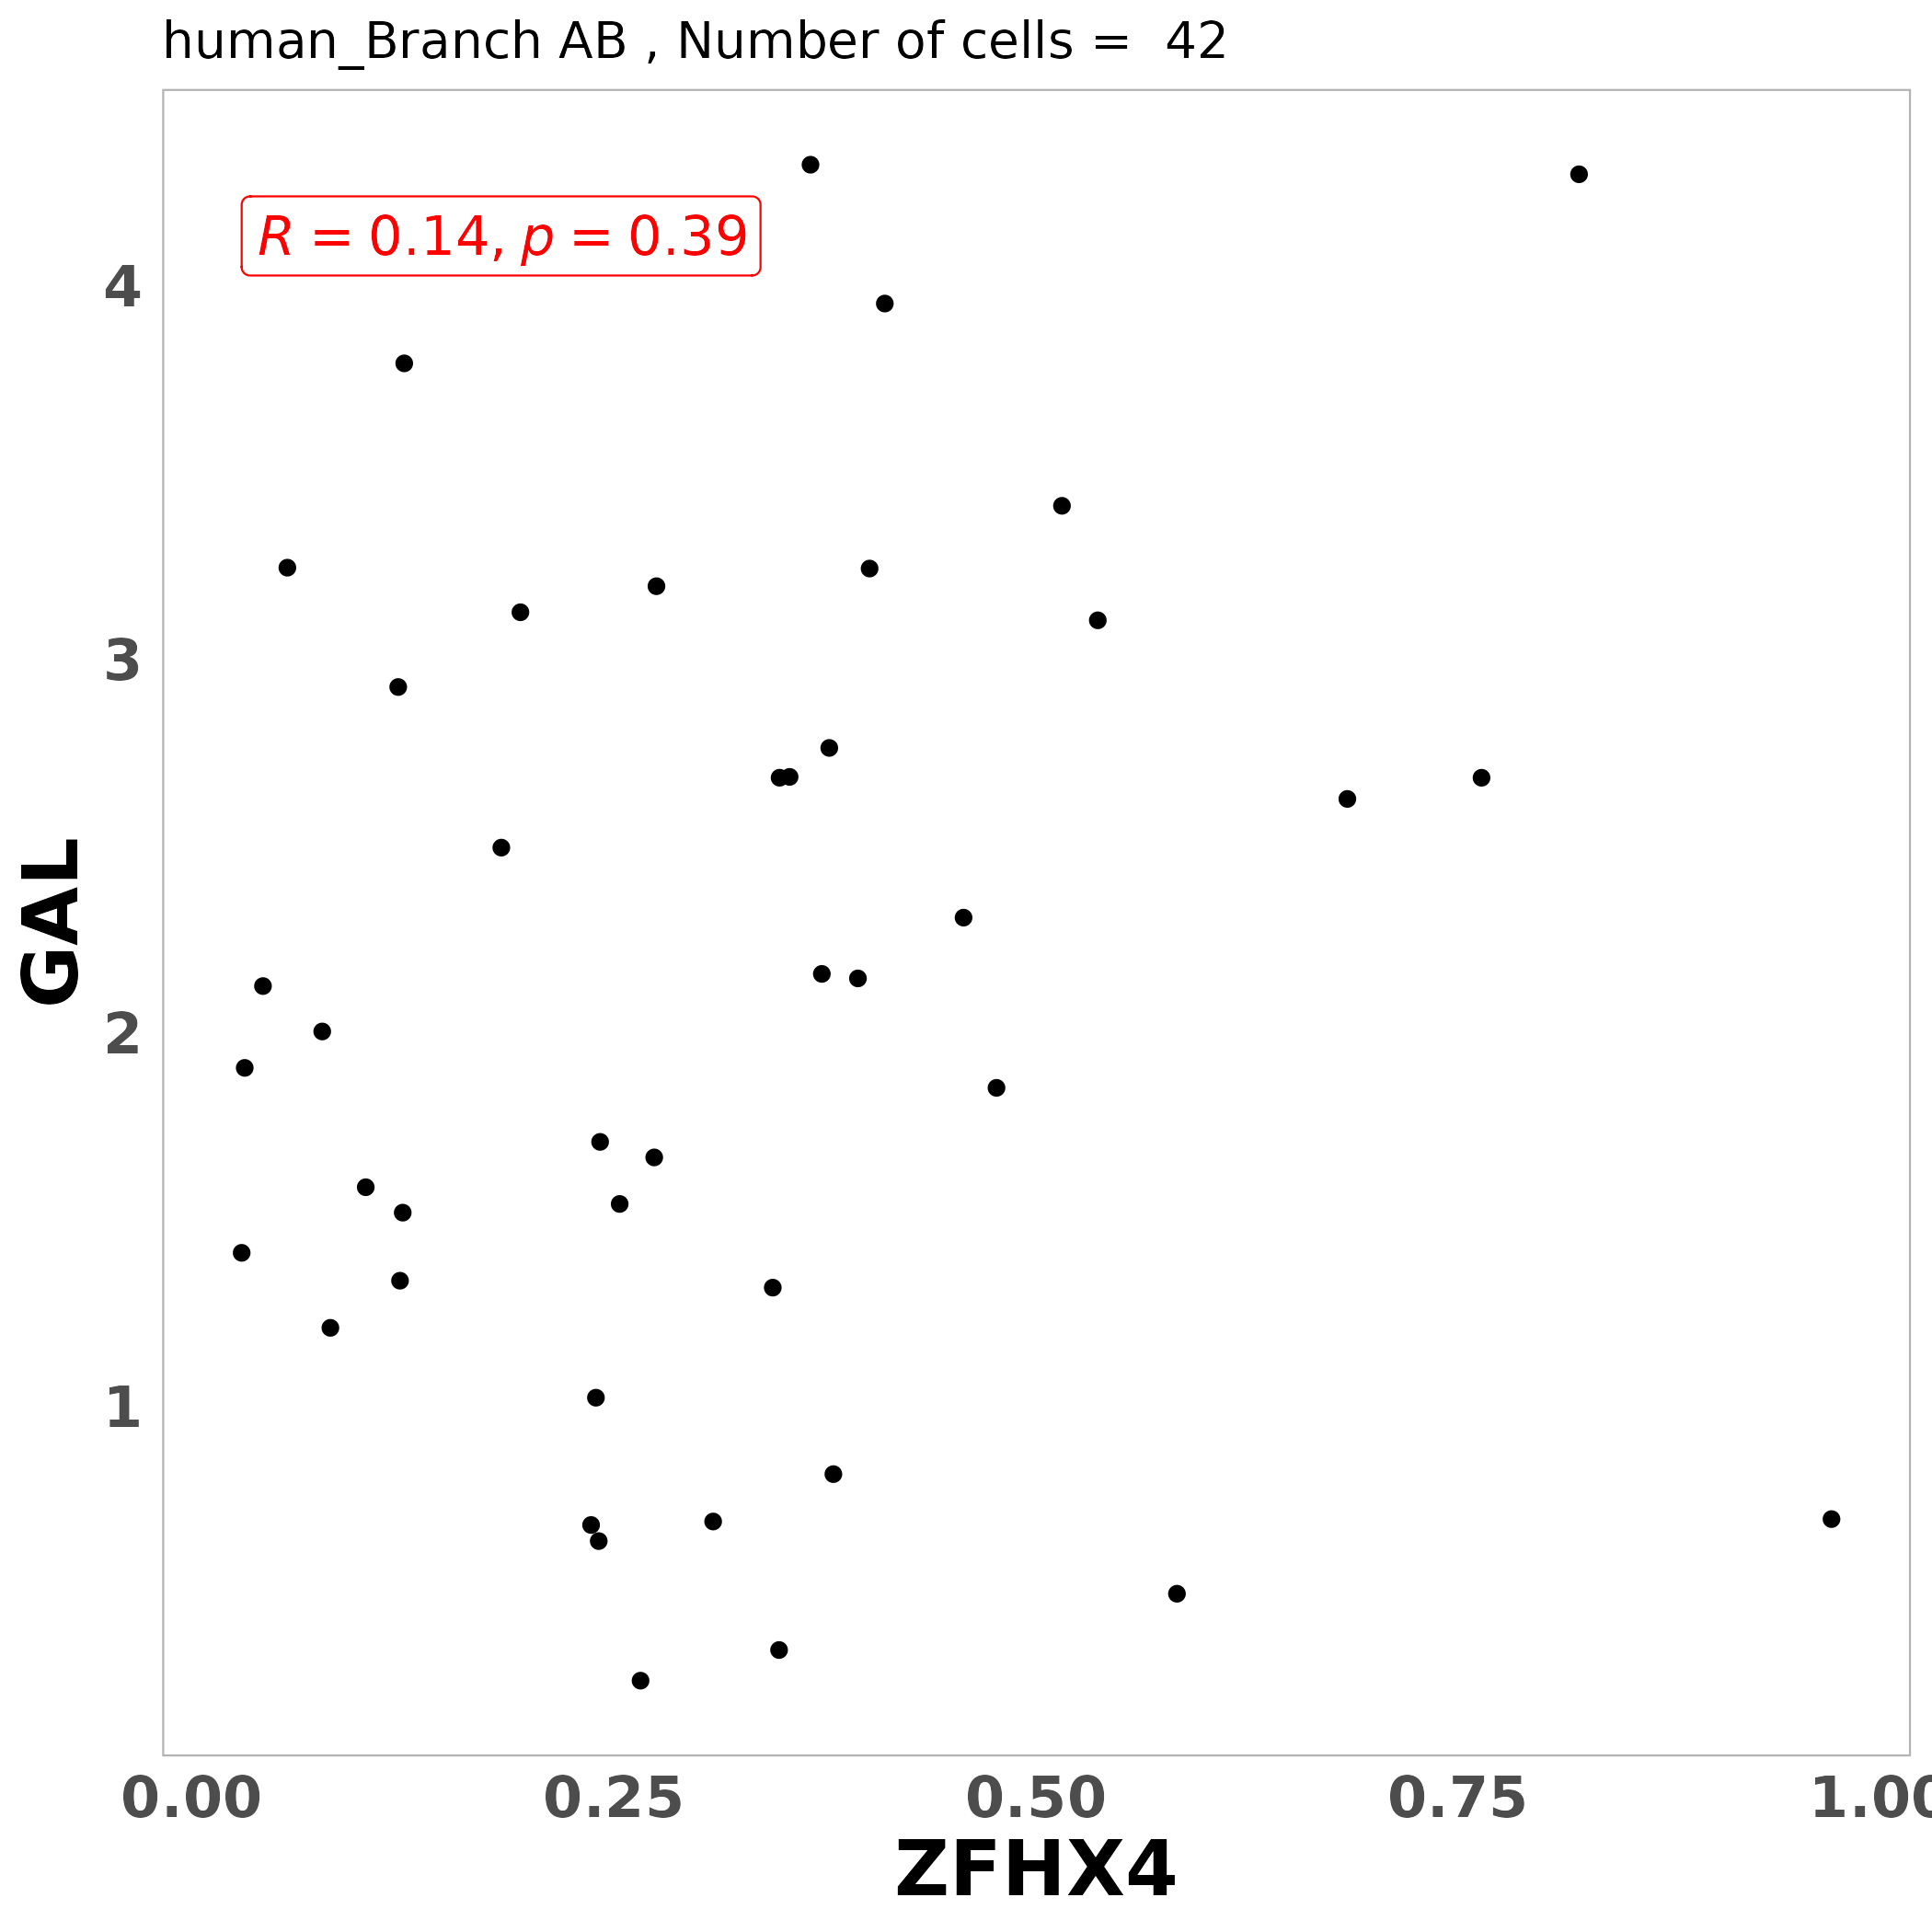 human_Branch AB , Number of cells =  42
R = 0.14, p = 0.39
4
3
2
1
GAL
0.00 0.25 0.50 0.75 1.00
ZFHX4